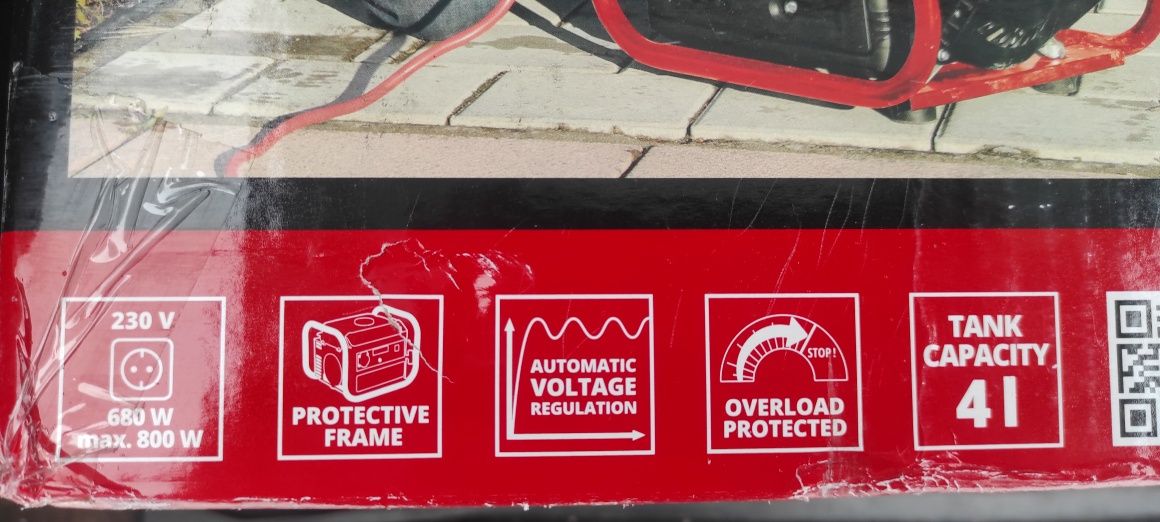 230 V
680 W
max. 800 W
PROTECTIVE
FRAME
AUTOMATIC
VOLTAGE
REGULATION
STOP!
OVERLOAD
PROTECTED
TANK
CAPACITY
4 l